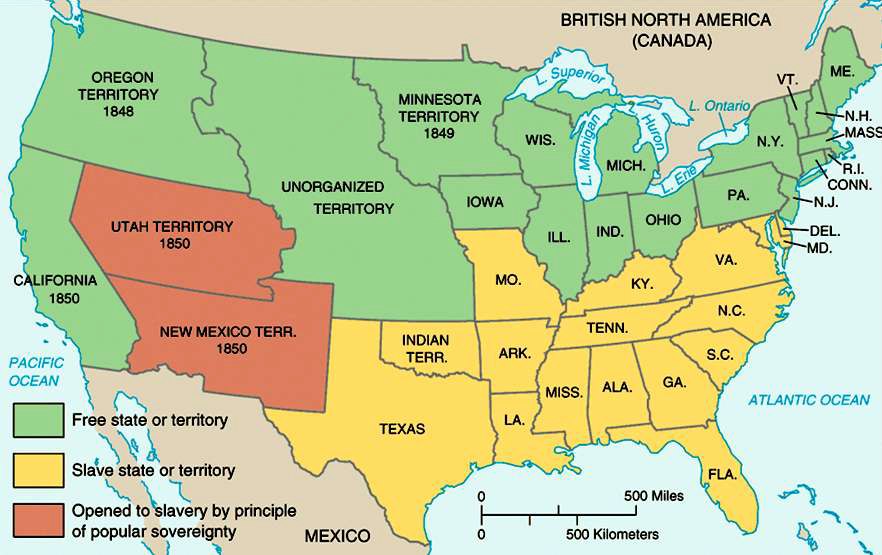 BRITISH NORTH AMERICA
(CANADA)
OREGON
TERRITORY
1848
MINNESOTA
TERRITORY
1849
L. Superior
L. Michigan
L.
Huron
L. Ontario
L. Erie
VT.
ME.
N.H.
MASS
R.I.
CONN.
N.J.
N.Y.
PA.
DEL.
MD.
WIS.
MICH.
UNORGANIZED
TERRITORY
IOWA
ILL.
IND.
OHIO
UTAH TERRITORY
1850
CALIFORNIA
1850
NEW MEXICO TERR.
1850
MO.
KY.
VA.
N.C.
TENN.
S.C.
INDIAN
TERR.
ARK.
MISS.
ALA.
GA.
LA.
TEXAS
FLA.
PACIFIC
OCEAN
ATLANTIC OCEAN
MEXICO
Free state or territory
Slave state or territory
Opened to slavery by principle
of popular sovereignty
0 500 Miles
0 500 Kilometers